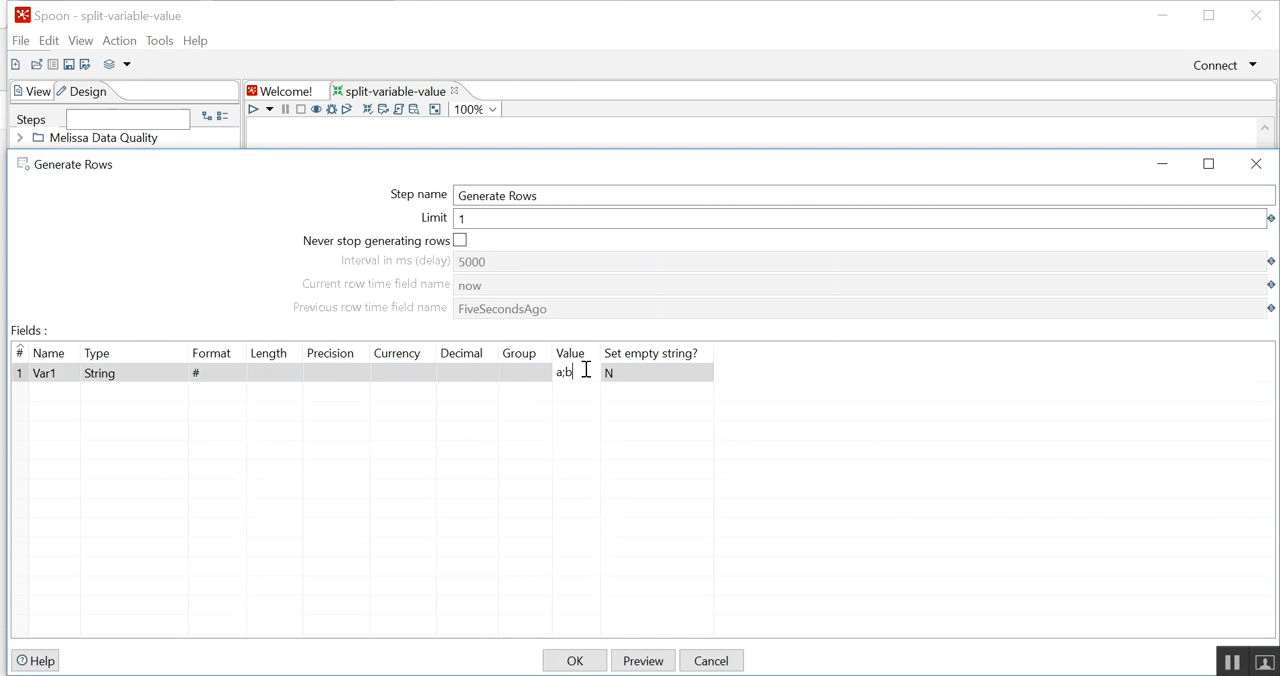 Spoon - split-variable-value
File Edit View Action Tools Help
Connect
View Design Welcome! split-variable-value
Steps 100%
Melissa Data Quality
Generate Rows
Step name Generate Rows
Limit 1
Never stop generating rows
Interval in ms (delay) 5000
Current row time field name now
Previous row time field name FiveSecondsAgo
Fields :
# Name Type Format Length Precision Currency Decimal Group Value Set empty string?
1 Var1 String # a;b N
Help OK Preview Cancel